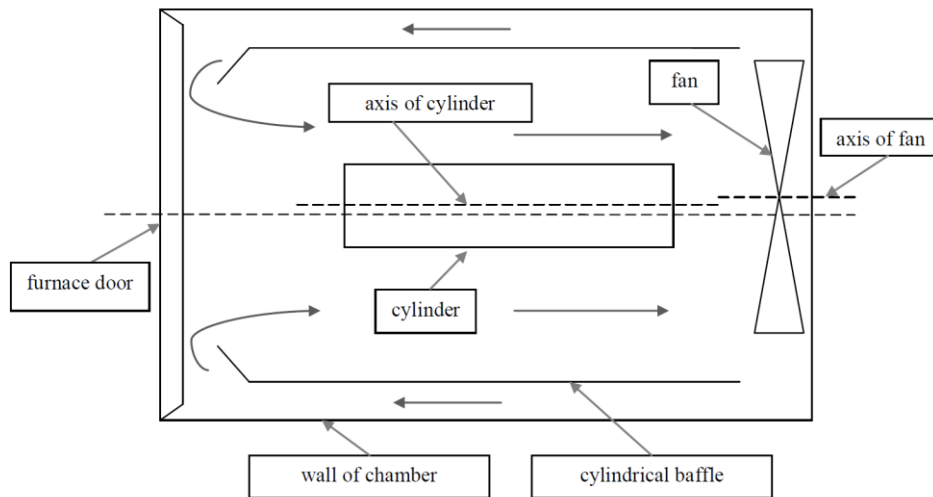 fan
axis of cylinder
axis of fan
furnace door
cylinder
wall of chamber
cylindrical baffle